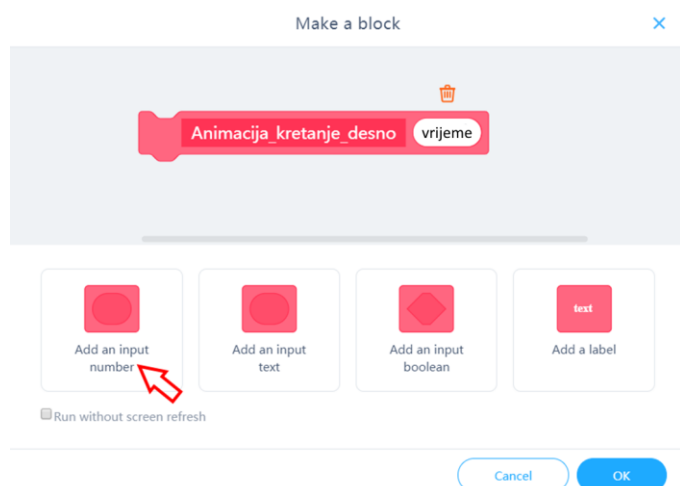 Make a block
Animacija_kretanje_desno vrijeme
Add an input
number
Add an input
text
Add an input
boolean
text
Add a label
Run without screen refresh
Cancel
OK